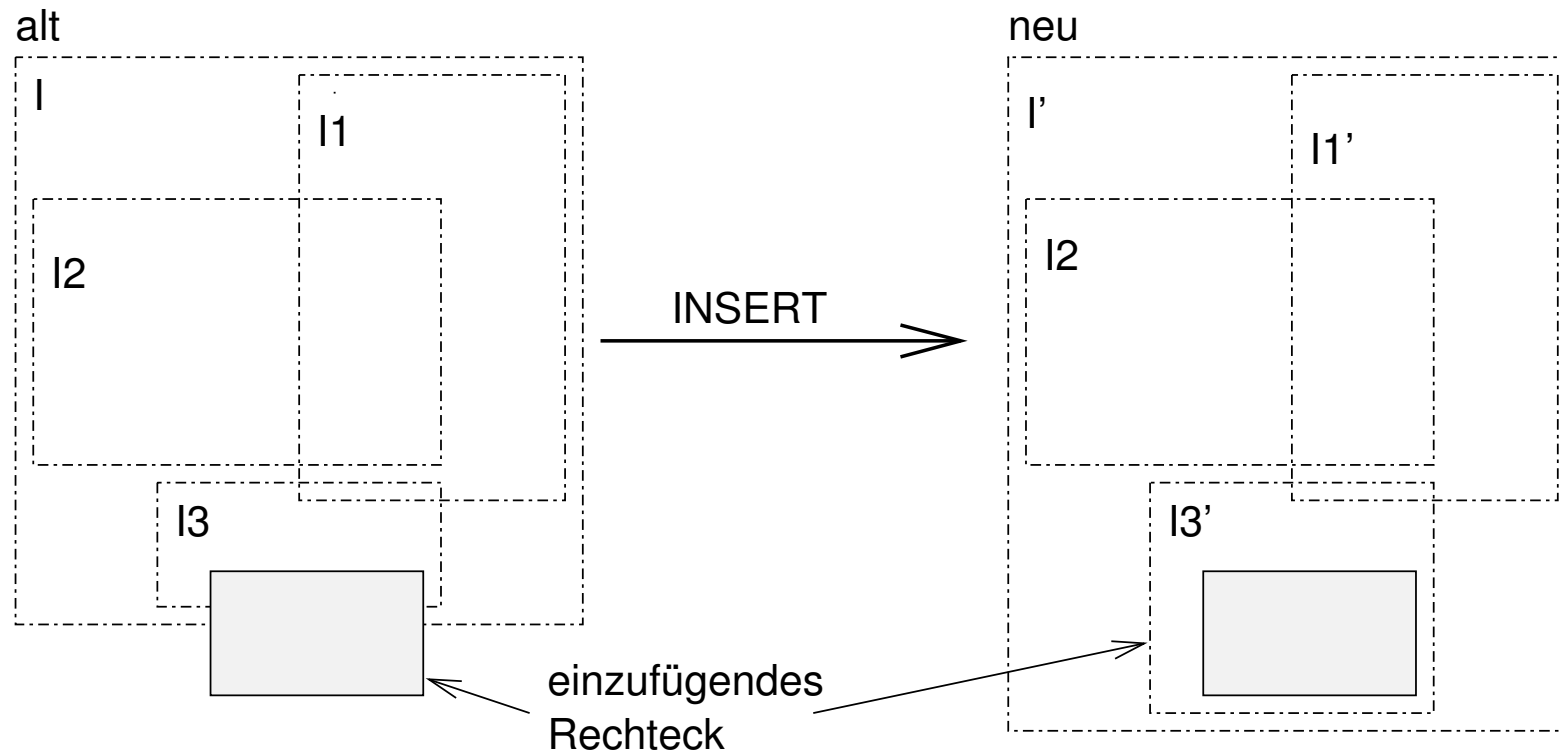 alt
I
I1
I2
I3
INSERT
einzufügendes
Rechteck
neu
I’
I1’
I2
I3’